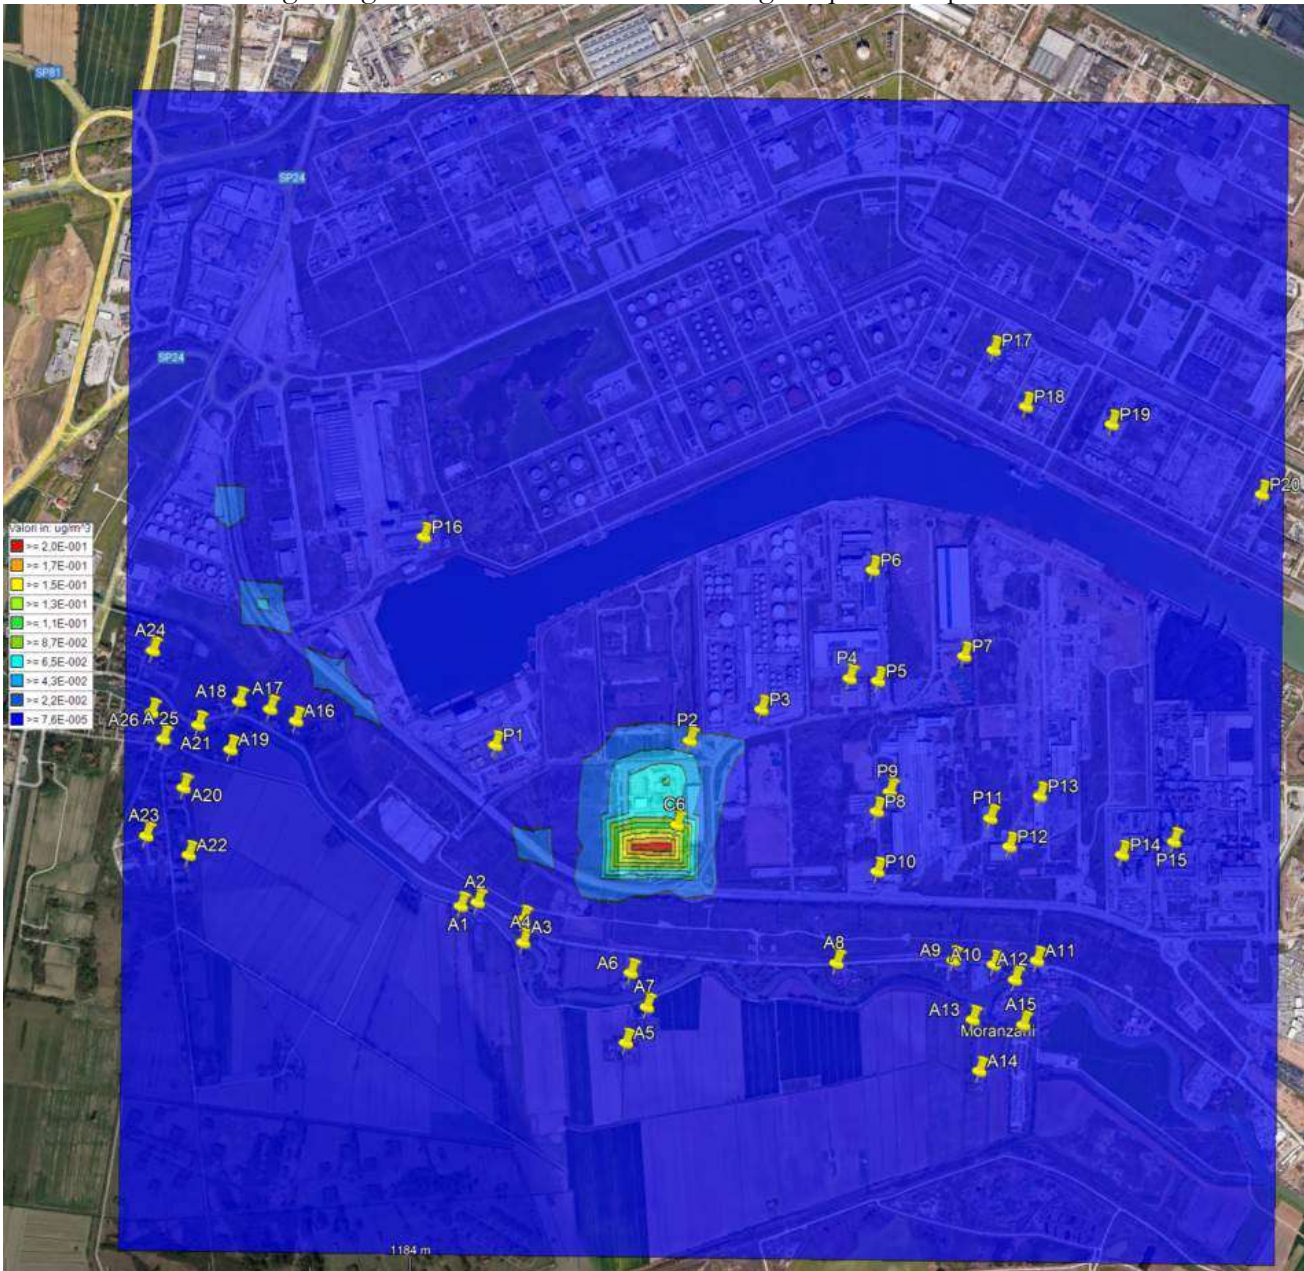 SP81
SP24
SP24
P17
P18
P19
P20
P16
Valori in: ug/m^3
>= 2,0E-001
>= 1,7E-001
>= 1,5E-001
>= 1,3E-001
>= 1,1E-001
>= 8,7E-002
>= 6,5E-002
>= 4,3E-002
>= 2,2E-002
>= 7,6E-005
P6
A24
P7
P4
P5
A18
A17
A16
P3
A26
A25
A21
A19
P1
P2
A20
P9
P8
P13
P11
C6
A23
A22
P12
P14
P15
P10
A2
A1
A4
A3
A6
A8
A9
A10
A12
A11
A7
A5
A13
A15
Moranzani
A14
1184 m